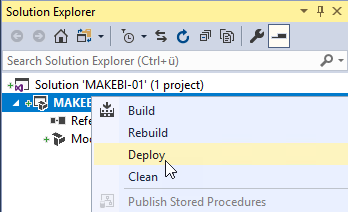 Solution Explorer
Search Solution Explorer (Ctrl+ü)
Solution 'MAKEBI-01' (1 project)
MAKEB
Refe
Mod
Build
Rebuild
Deploy
Clean
Publish Stored Procedures